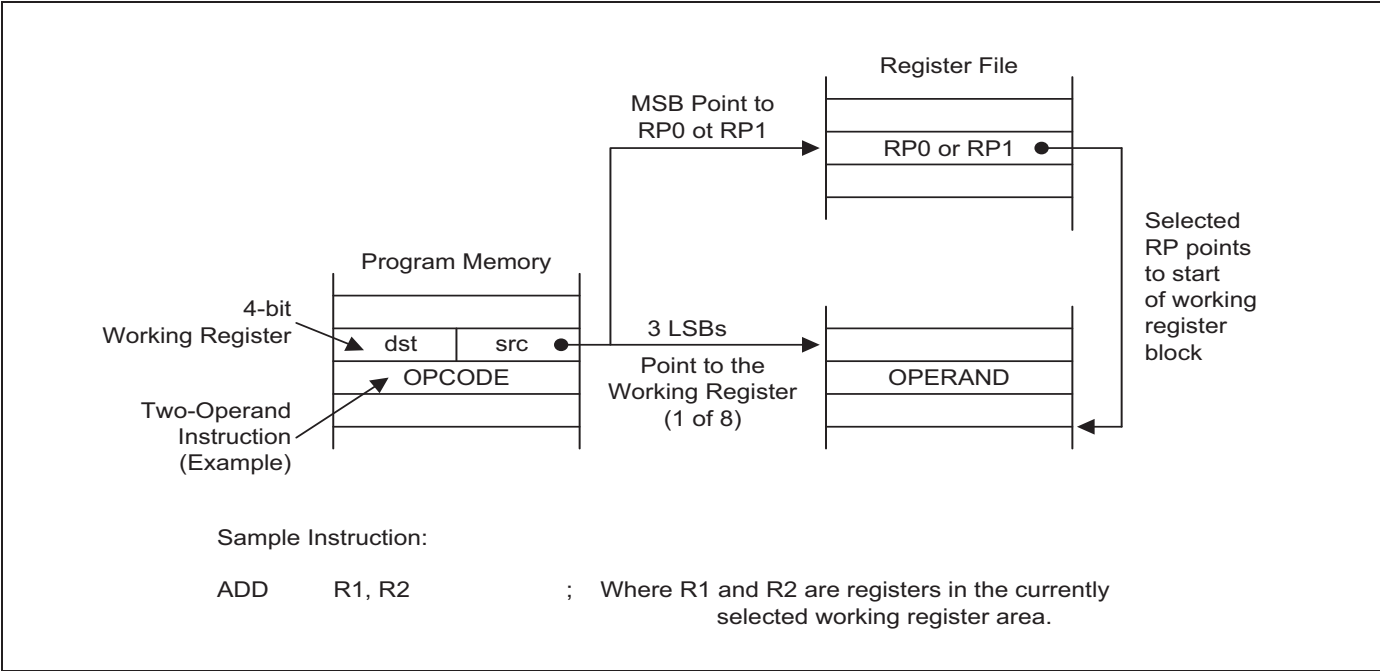 Register File
MSB Point to
RP0 ot RP1
RP0 or RP1
Selected
RP points
to start
of working
register
block
Program Memory
4-bit
Working Register
dst
src
3 LSBs
Point to the
Working Register
(1 of 8)
OPCODE
OPERAND
Two-Operand
Instruction
(Example)
Sample Instruction:
ADD R1, R2 ; Where R1 and R2 are registers in the currently
selected working register area.